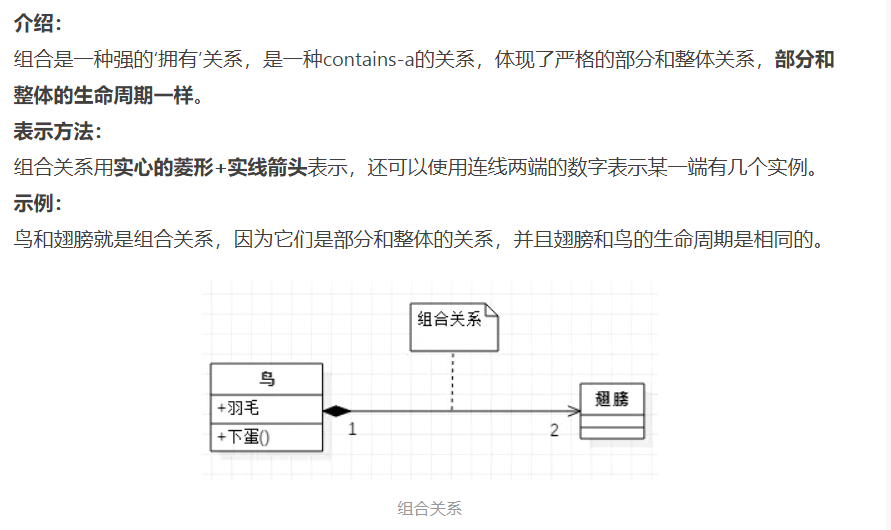 介绍：
组合是一种强的‘拥有’关系，是一种contains-a的关系，体现了严格的部分和整体关系，部分和
整体的生命周期一样。
表示方法：
组合关系用实心的菱形+实线箭头表示，还可以使用连线两端的数字表示某一端有几个实例。
示例：
鸟和翅膀就是组合关系，因为它们是部分和整体的关系，并且翅膀和鸟的生命周期是相同的。
组合关系
鸟
+羽毛
+下蛋()
1
2
翅膀
组合关系